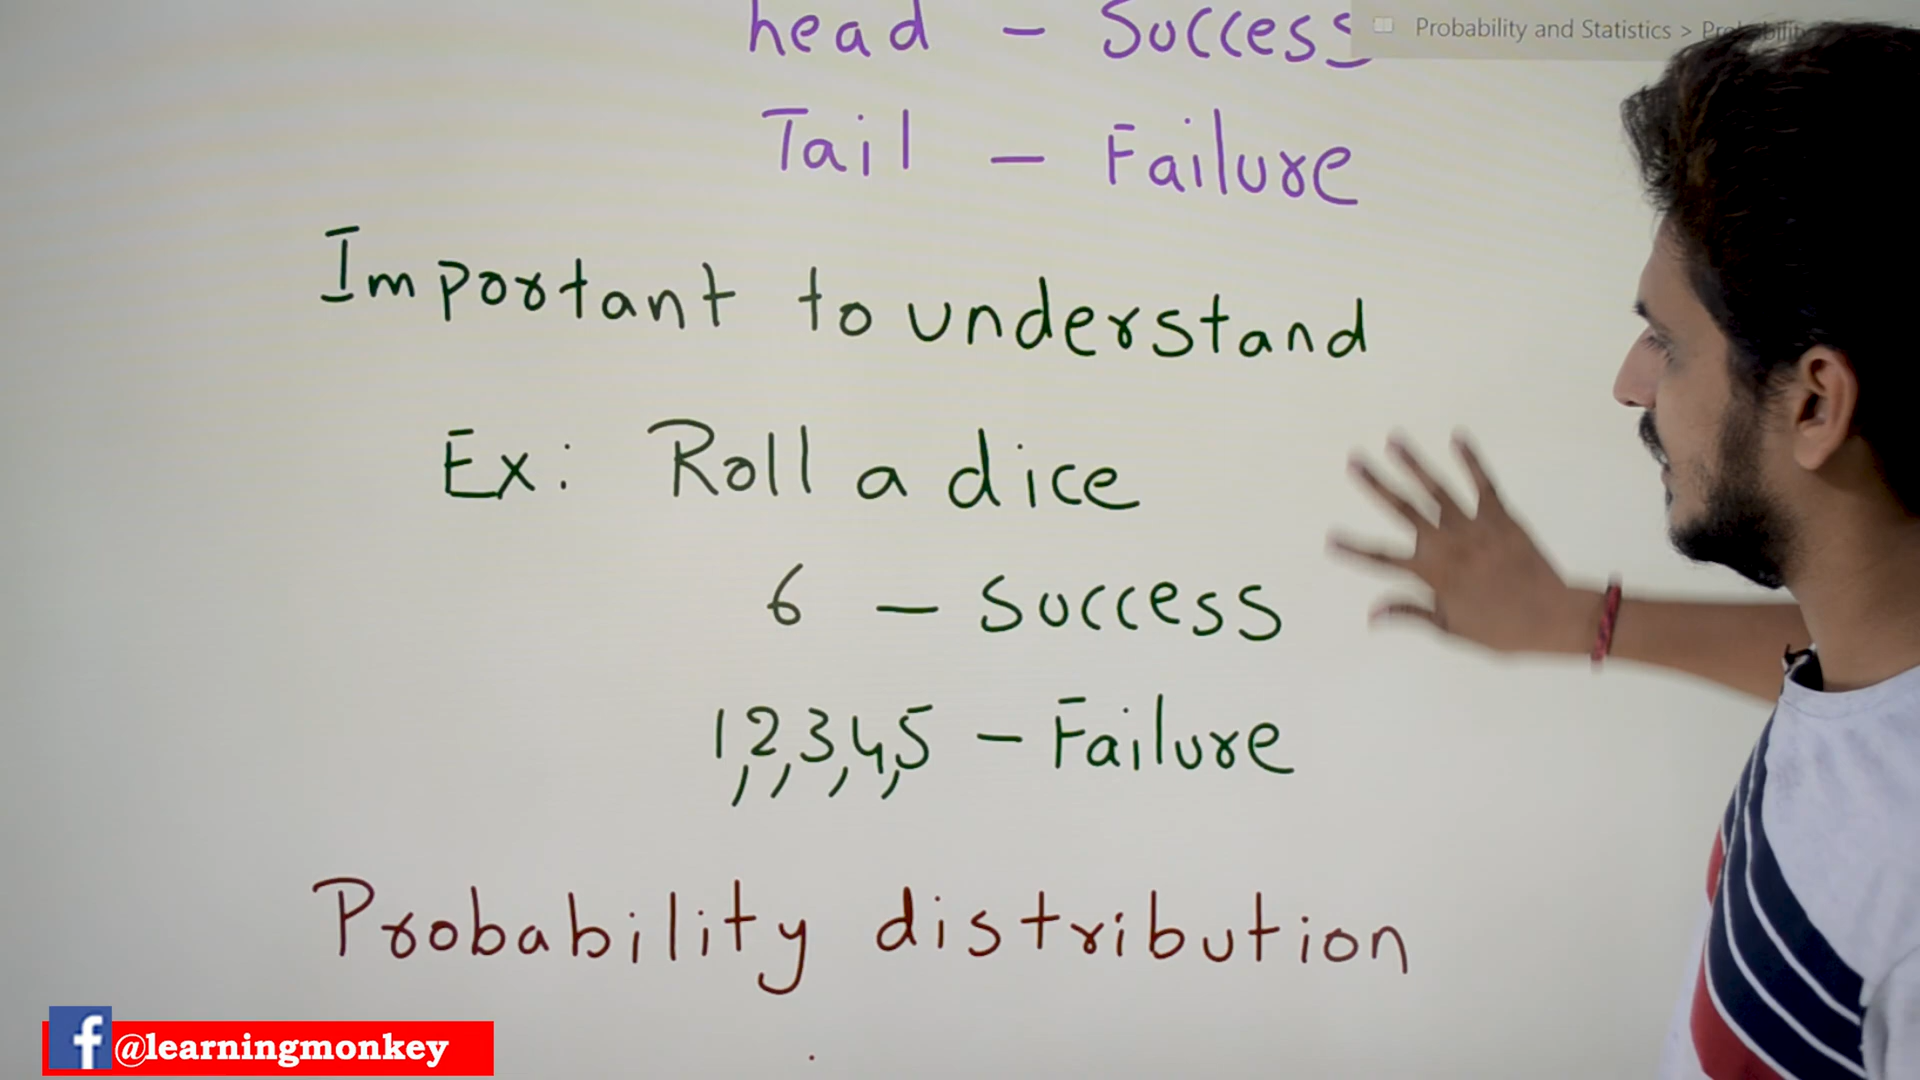 head - Success
Probability and Statistics >
Tail - Failure
Important to understand
Ex: Roll a dice
6 - Success
1,2,3,4,5 - Failure
Probability distribution
f @learningmonkey